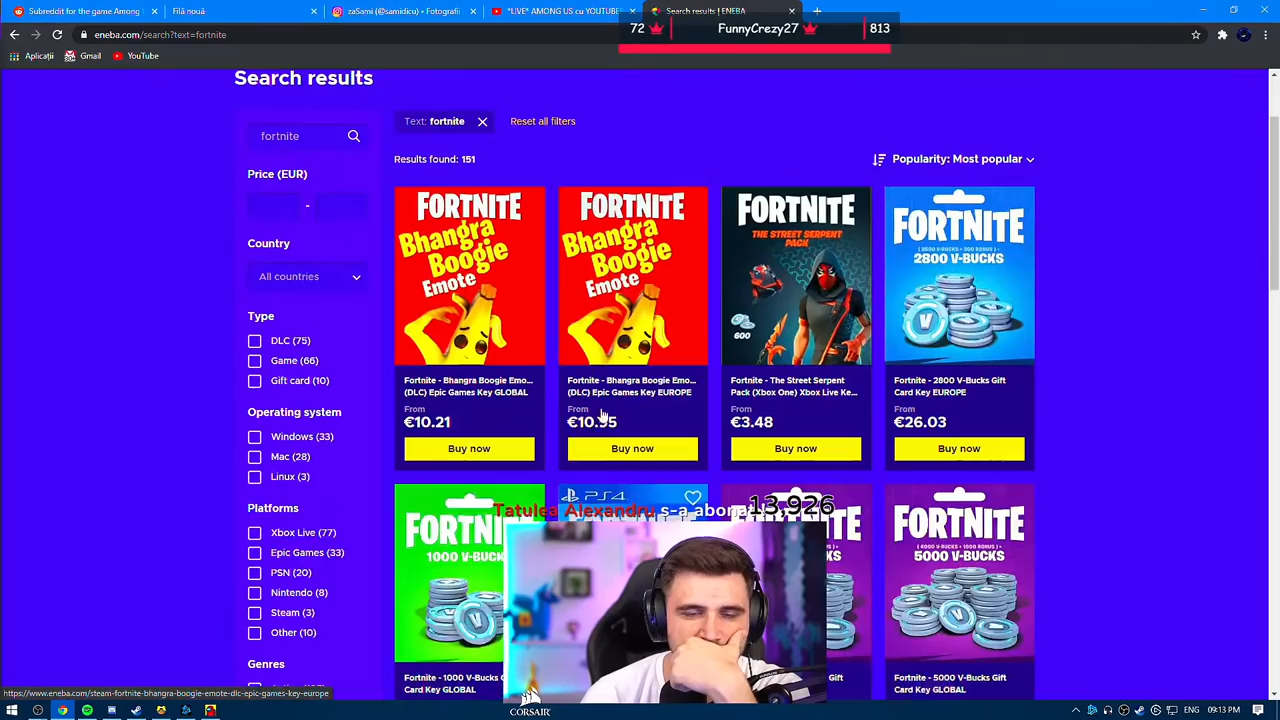 Subreddit for the game Among
Filă nouă
zaSami (@samidicu) • Fotografii
*LIVE* AMONG US cu YOUTUBE
Search results | ENEBA
72
FunnyCrezy27
813
eneba.com/search?text=fortnite
Aplicații
Gmail
YouTube
Search results
fortnite
Text: fortnite
Reset all filters
Price (EUR)
-
Results found: 151
Popularity: Most popular
Country
All countries
Type
DLC (75)
Game (66)
Gift card (10)
Operating system
Windows (33)
Mac (28)
Linux (3)
Platforms
Xbox Live (77)
Epic Games (33)
PSN (20)
Nintendo (8)
Steam (3)
Other (10)
Genres
FORTNITE
Bhangra
Boogie
Emote
Fortnite - Bhangra Boogie Emo...
(DLC) Epic Games Key GLOBAL
From
€10.21
Buy now
FORTNITE
Bhangra
Boogie
Emote
Fortnite - Bhangra Boogie Emo...
(DLC) Epic Games Key EUROPE
From
Buy now
FORTNITE
THE STREET SERPENT
PACK
600
Fortnite - The Street Serpent
Pack (Xbox One) Xbox Live Ke...
From
€3.48
Buy now
FORTNITE
2800 V-BUCKS
Fortnite - 2800 V-Bucks Gift
Card Key EUROPE
From
€26.03
Buy now
1000 V-BUCKS
Fortnite - 1000 V-Bucks
Card Key GLOBAL
PS4
Tatulea Alexandru s-a abonat
13,926
FORTNITE
( 4000 V-BUCKS + 1000 BONUS )
5000 V-BUCKS
Fortnite - 5000 V-Bucks Gift
Card Key GLOBAL
https://www.eneba.com/steam-fortnite-bhangra-boogie-emote-dlc-epic-games-key-europe
CORSAIR
ENG
09:13 PM